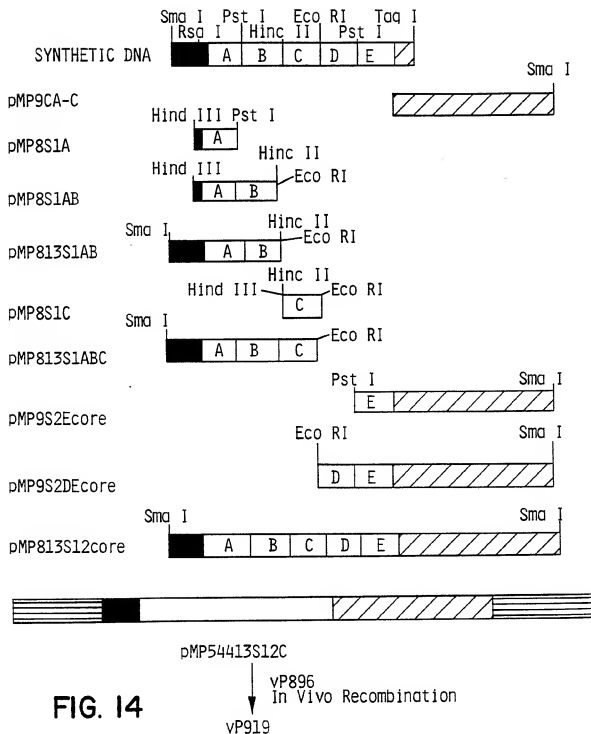 Sma I Pst I Eco RI Taq I
Rsa I Hinc II Pst I
SYNTHETIC DNA A B C D E
Sma I
pMP9CA-C
Hind III Pst I
A
pMP8S1A
Hinc II
Hind III
Eco RI
A B
pMP8S1AB
Hinc II
Sma I
Eco RI
pMP813S1AB A B
Hinc II
Hind III Eco RI
C
pMP8S1C
Sma I
Eco RI
pMP813S1ABC A B C
Pst I Sma I
E
pMP9S2Ecore
Eco RI Sma I
D E
pMP9S2DEcore
Sma I Sma I
pMP813S12core A B C D E
pMP54413S12C
vP896
In Vivo Recombination
FIG. 14
vP919